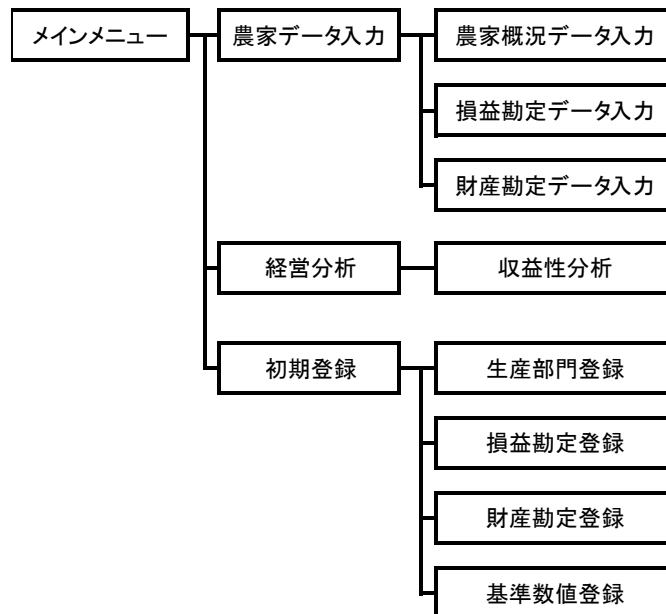 メインメニュー
農家データ入力
農家概況データ入力
損益勘定データ入力
財産勘定データ入力
経営分析
収益性分析
初期登録
生産部門登録
損益勘定登録
財産勘定登録
基準数値登録